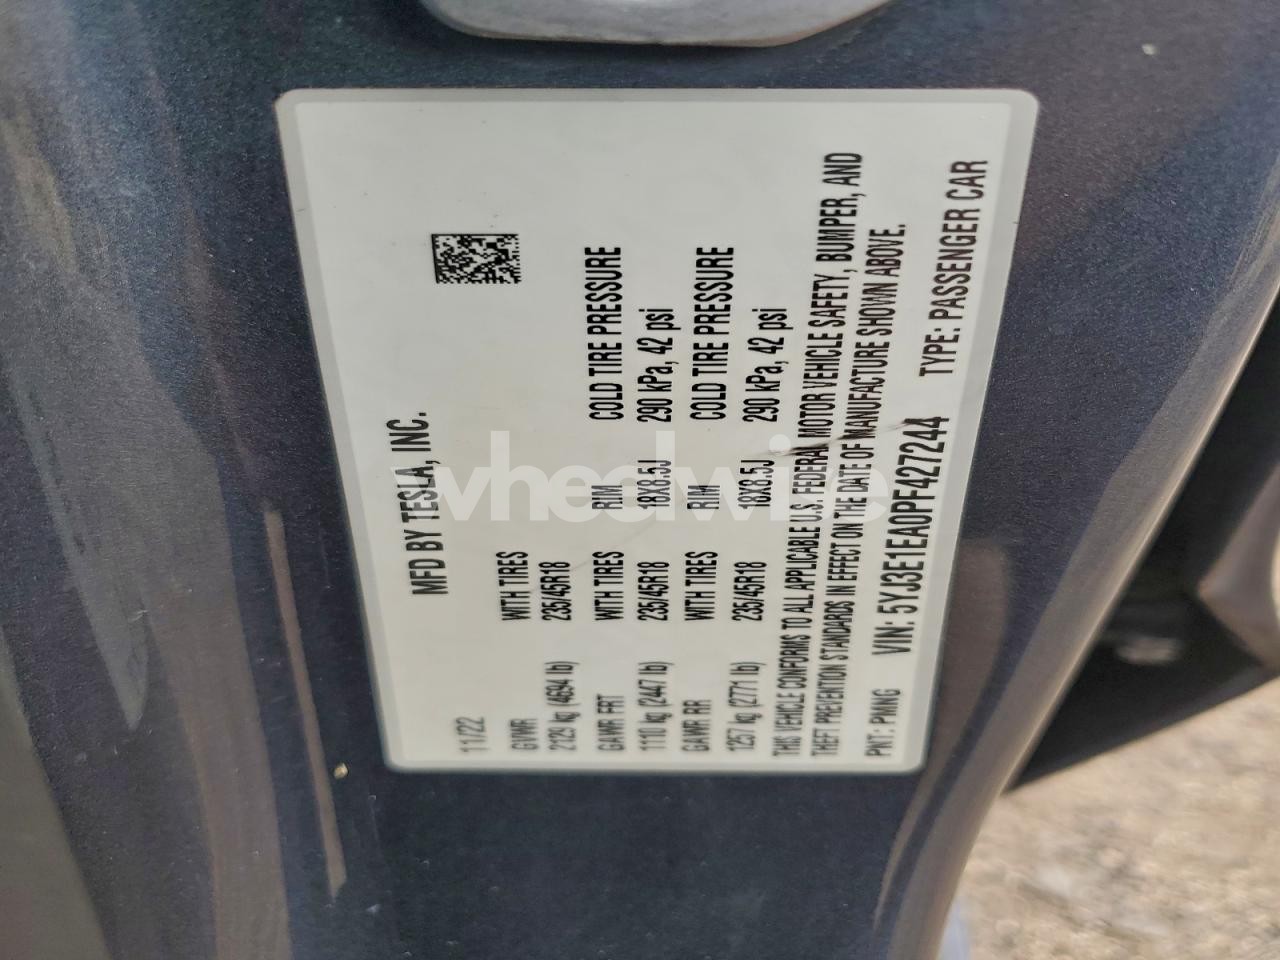 MFD BY TESLA, INC.
11/22
GVWR WITH TIRES
2129 kg (4694 lb) 235/45R18
GAWR FRT WITH TIRES RIM COLD TIRE PRESSURE
1110 kg (2447 lb) 235/45R18 18X8.5J 290 kPa, 42 psi
GAWR RR WITH TIRES RIM COLD TIRE PRESSURE
1257 kg (2771 lb) 235/45R18 18X8.5J 290 kPa, 42 psi
THIS VEHICLE CONFORMS TO ALL APPLICABLE U.S. FEDERAL MOTOR VEHICLE SAFETY, BUMPER, AND
THEFT PREVENTION STANDARDS IN EFFECT ON THE DATE OF MANUFACTURE SHOWN ABOVE.
PNT: PMNG VIN: 5YJ3E1EA0PF427244 TYPE: PASSENGER CAR
wheelwise